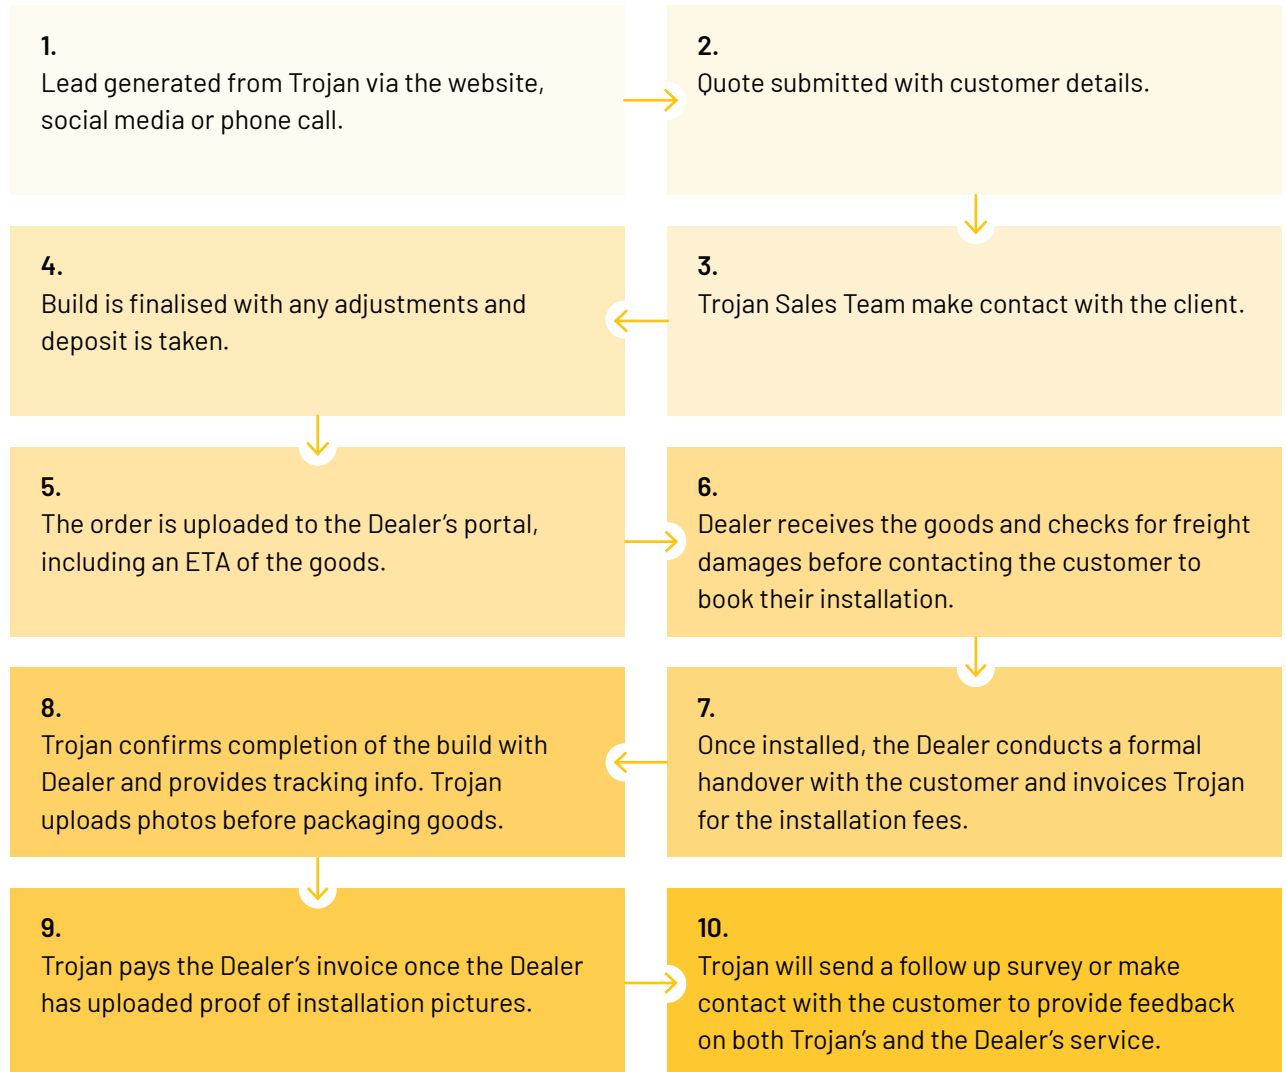 1.
Lead generated from Trojan via the website,
social media or phone call.
2.
Quote submitted with customer details.
3.
Trojan Sales Team make contact with the client.
4.
Build is finalised with any adjustments and
deposit is taken.
5.
The order is uploaded to the Dealer’s portal,
including an ETA of the goods.
6.
Dealer receives the goods and checks for freight
damages before contacting the customer to
book their installation.
7.
Once installed, the Dealer conducts a formal
handover with the customer and invoices Trojan
for the installation fees.
8.
Trojan confirms completion of the build with
Dealer and provides tracking info. Trojan
uploads photos before packaging goods.
9.
Trojan pays the Dealer’s invoice once the Dealer
has uploaded proof of installation pictures.
10.
Trojan will send a follow up survey or make
contact with the customer to provide feedback
on both Trojan’s and the Dealer’s service.